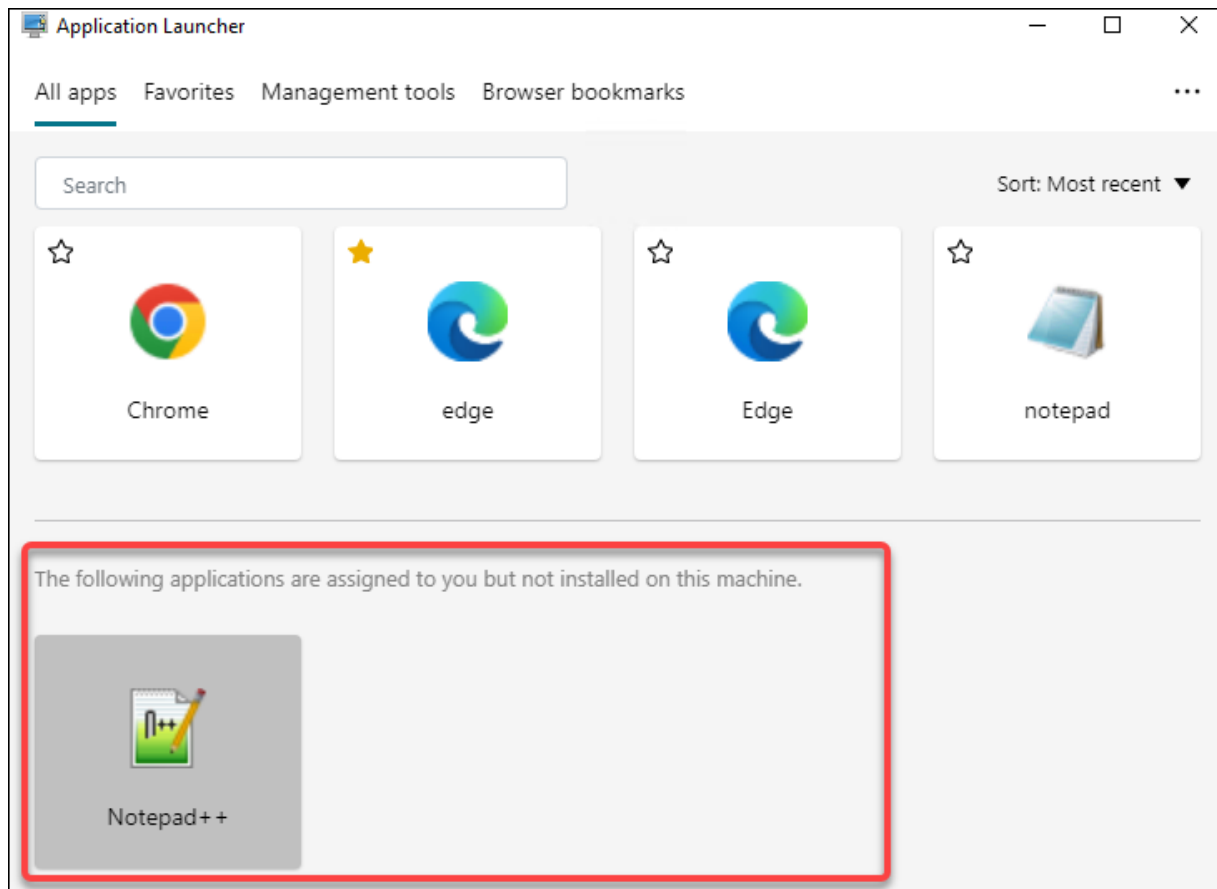 Application Launcher
All apps Favorites Management tools Browser bookmarks
Search
Sort: Most recent
Chrome
edge
Edge
notepad
The following applications are assigned to you but not installed on this machine.
n++
Notepad++